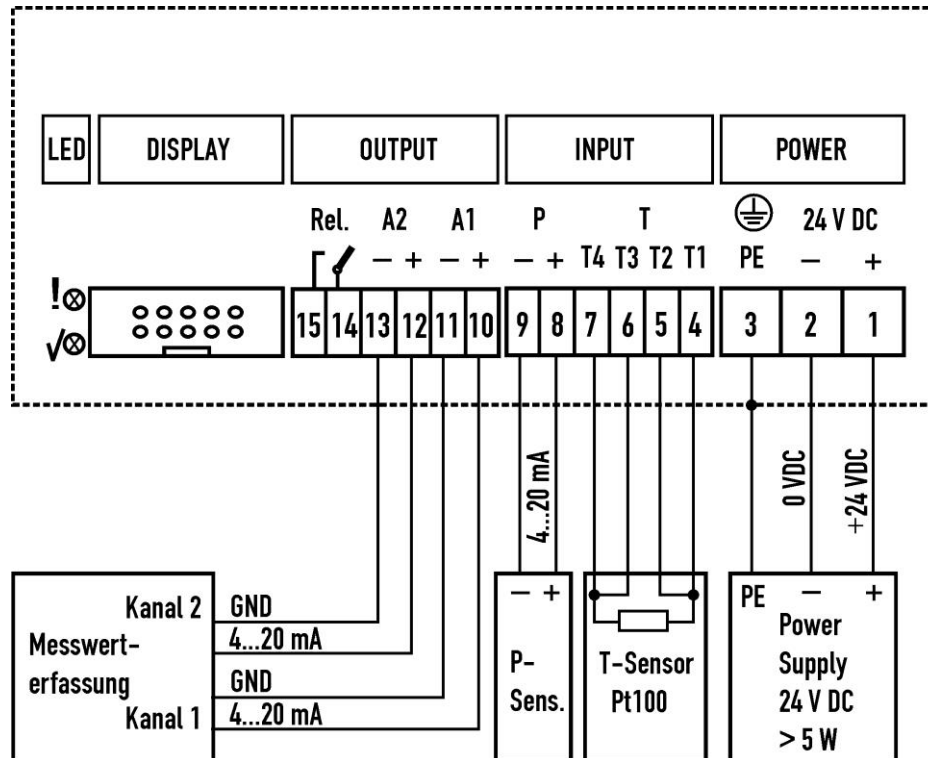 LED DISPLAY OUTPUT INPUT POWER
Rel. A2 A1 P T 24 V DC
− + − + − + T4 T3 T2 T1 PE − +
! 15 14 13 12 11 10 9 8 7 6 5 4 3 2 1
√
4...20 mA 0 VDC +24 VDC
Kanal 2 GND − + PE − +
4...20 mA Power
Messwert- P- T-Sensor Supply
erfassung GND Sens. Pt100 24 V DC
Kanal 1 4...20 mA > 5 W